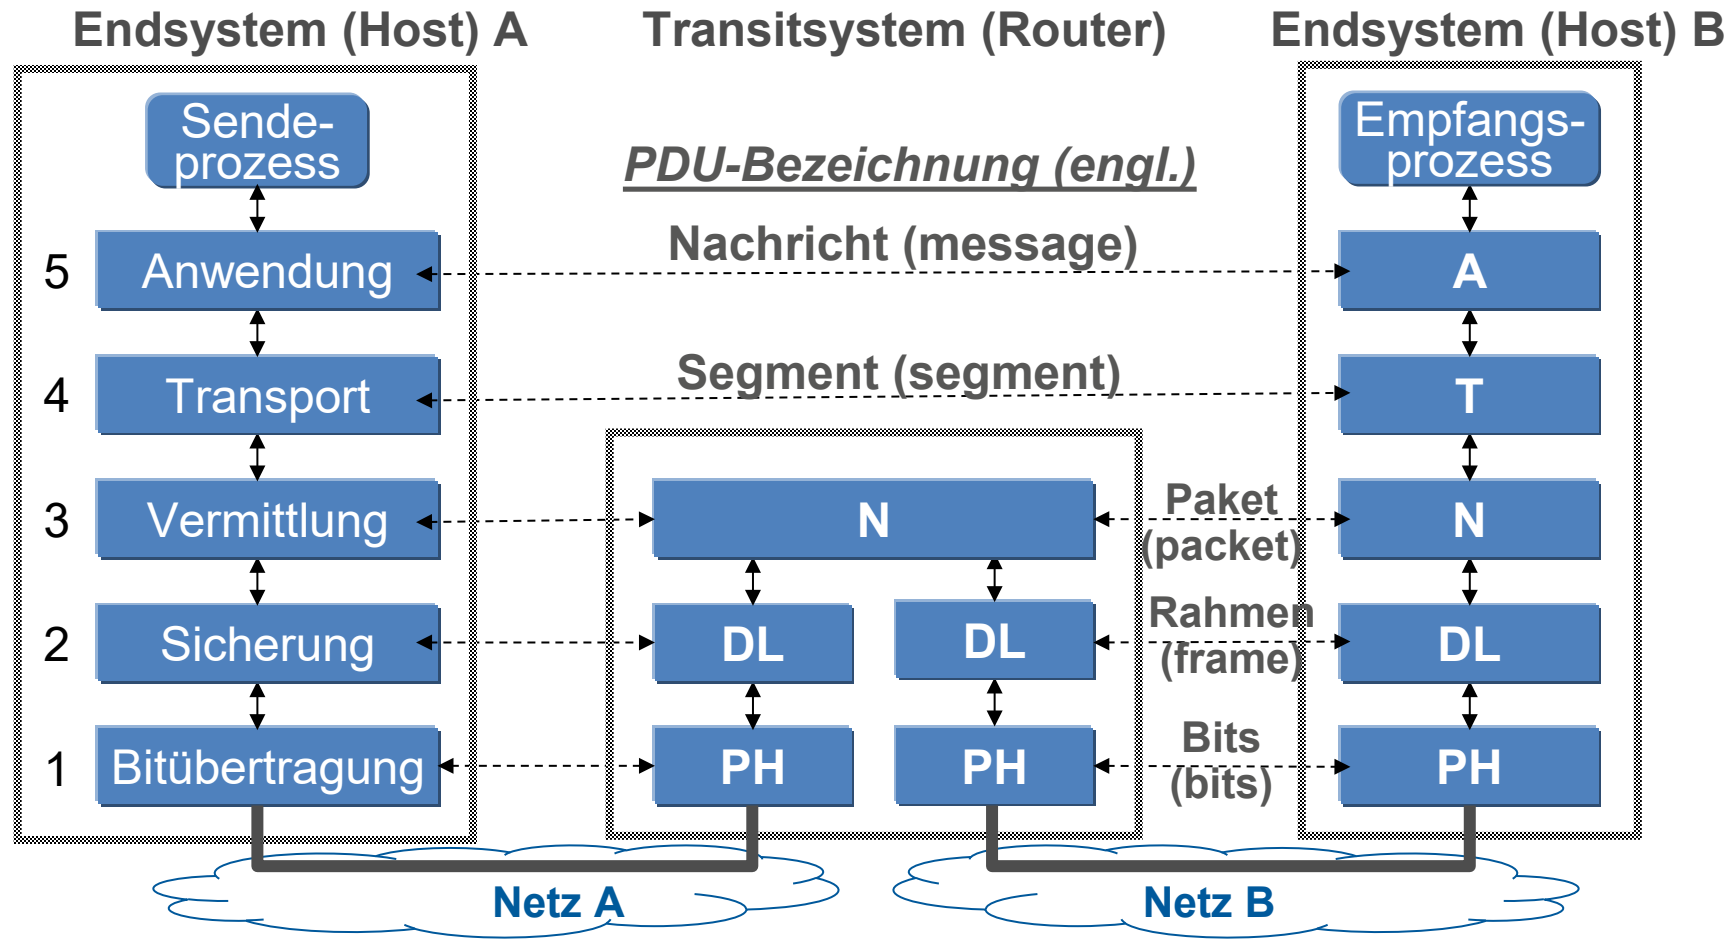 Endsystem (Host) A
Transitsystem (Router)
Endsystem (Host) B
Sende-
prozess
Empfangs-
prozess
PDU-Bezeichnung (engl.)
Nachricht (message)
5
Anwendung
A
Segment (segment)
4
Transport
T
3
Vermittlung
N
Paket
(packet)
N
2
Sicherung
DL
DL
Rahmen
(frame)
DL
1
Bitübertragung
PH
PH
Bits
(bits)
PH
Netz A
Netz B